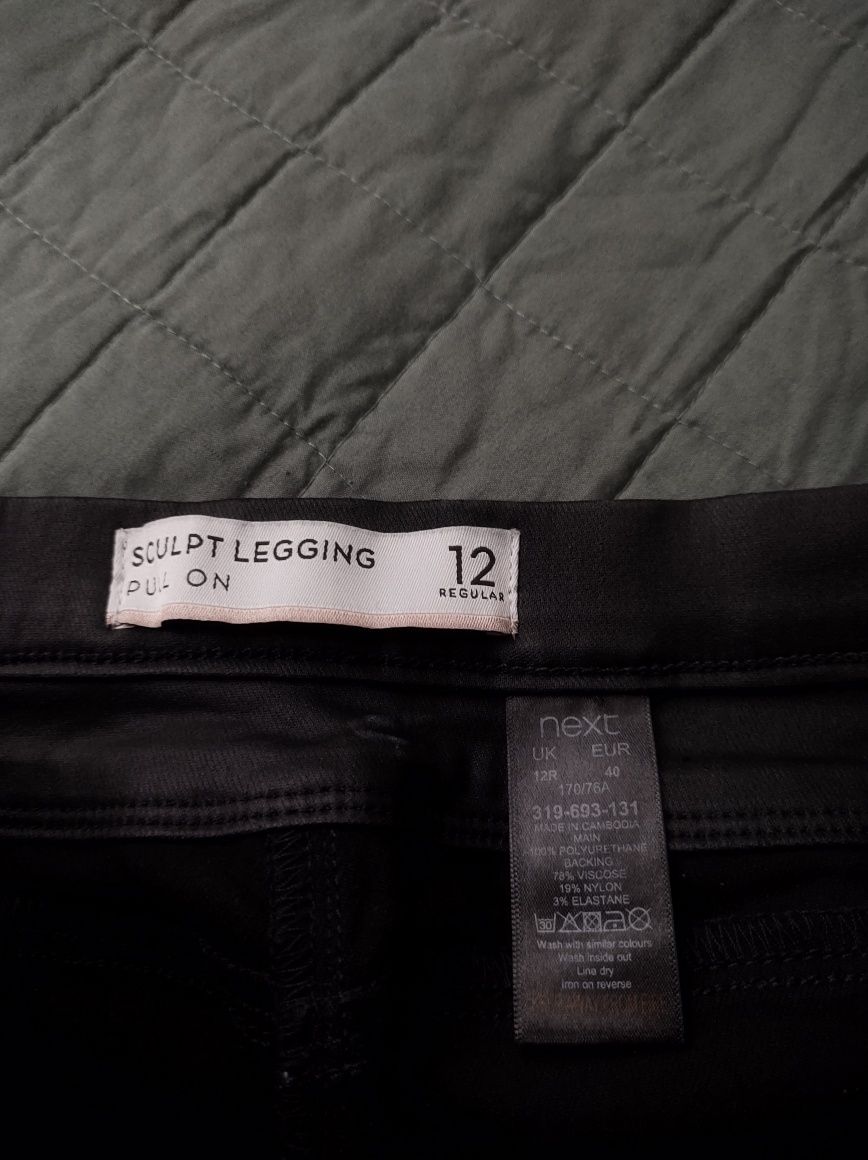 SCULPT LEGGING
PULL ON
12
REGULAR
next
UK EUR
12R 40
170/76A
319-693-131
MADE IN CAMBODIA
MAIN
100% POLYURETHANE
BACKING
78% VISCOSE
19% NYLON
3% ELASTANE
30
Wash with similar colours
Wash inside out
Line dry
Iron on reverse